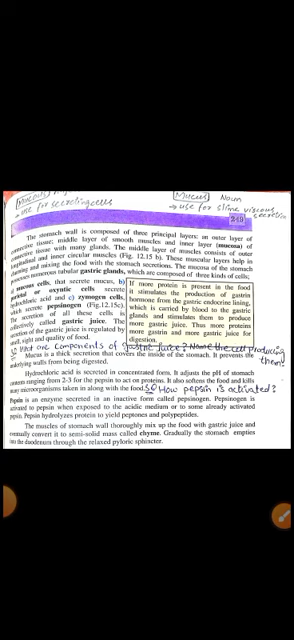 (Mucous)
→ use for secreting cells
(Mucus) Noun
→ use for slime viscous secretion
249
The stomach wall is composed of three principal layers: an outer layer of
connective tissue; middle layer of smooth muscles and inner layer (mucosa) of
connective tissue with many glands. The middle layer of muscles consists of outer
longitudinal and inner circular muscles (Fig. 12.15 b). These muscular layers help in
churning and mixing the food with the stomach secretions. The mucosa of the stomach
possesses numerous tubular gastric glands, which are composed of three kinds of cells;
mucous cells, that secrete mucus, b)
parietal or oxyntic cells secrete
hydrochloric acid and c) zymogen cells,
which secrete pepsinogen (Fig.12.15c).
The secretion of all these cells is
collectively called gastric juice. The
secretion of the gastric juice is regulated by
smell, sight and quality of food.
If more protein is present in the food
it stimulates the production of gastrin
hormone from the gastric endocrine lining,
which is carried by blood to the gastric
glands and stimulates them to produce
more gastric juice. Thus more proteins
more gastrin and more gastric juice for
digestion.
What are components of gastric juice? Name the cell producing them?
Mucus is a thick secretion that covers the inside of the stomach. It prevents the
underlying walls from being digested.
Hydrochloric acid is secreted in concentrated form. It adjusts the pH of stomach
contents ranging from 2-3 for the pepsin to act on proteins. It also softens the food and kills
many microorganisms taken in along with the food.
How pepsin is activated?
Pepsin is an enzyme secreted in an inactive form called pepsinogen. Pepsinogen is
activated to pepsin when exposed to the acidic medium or to some already activated
pepsin. Pepsin hydrolyzes protein to yield peptones and polypeptides.
The muscles of stomach wall thoroughly mix up the food with gastric juice and
eventually convert it to semi-solid mass called chyme. Gradually the stomach empties
into the duodenum through the relaxed pyloric sphincter.